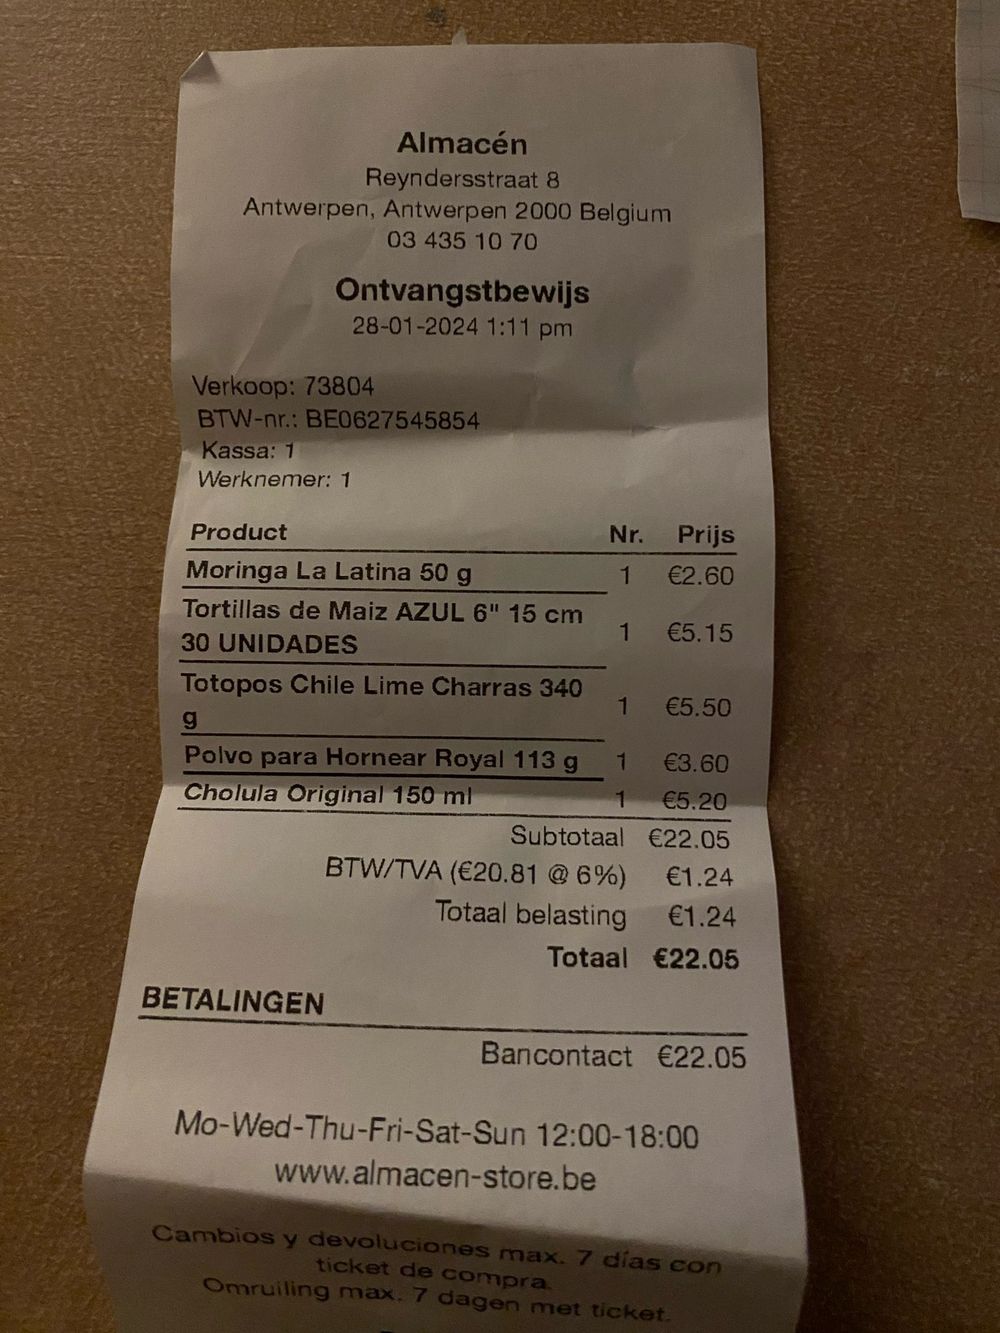 Almacén
Reyndersstraat 8
Antwerpen, Antwerpen 2000 Belgium
03 435 10 70
Ontvangstbewijs
28-01-2024 1:11 pm
Verkoop: 73804
BTW-nr.: BE0627545854
Kassa: 1
Werknemer: 1
Product Nr. Prijs
Moringa La Latina 50 g 1 €2.60
Tortillas de Maiz AZUL 6" 15 cm
30 UNIDADES 1 €5.15
Totopos Chile Lime Charras 340
g 1 €5.50
Polvo para Hornear Royal 113 g 1 €3.60
Cholula Original 150 ml 1 €5.20
Subtotaal €22.05
BTW/TVA (€20.81 @ 6%) €1.24
Totaal belasting €1.24
Totaal €22.05
BETALINGEN
Bancontact €22.05
Mo-Wed-Thu-Fri-Sat-Sun 12:00-18:00
www.almacen-store.be
Cambios y devoluciones max. 7 días con
ticket de compra.
Omruiling max. 7 dagen met ticket.